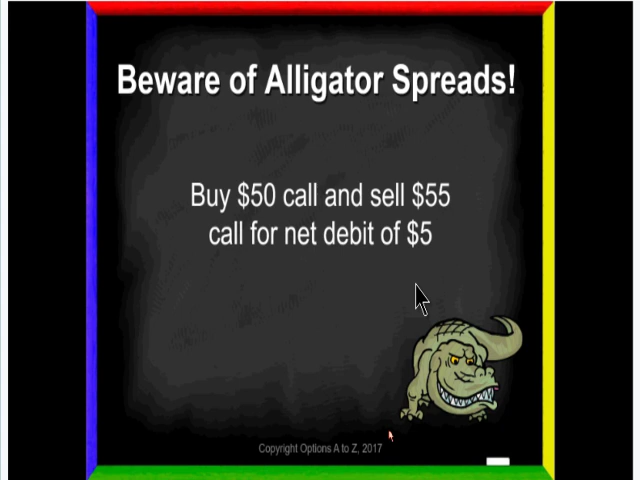 Beware of Alligator Spreads!
Buy $50 call and sell $55
call for net debit of $5
Copyright Options A to Z, 2017